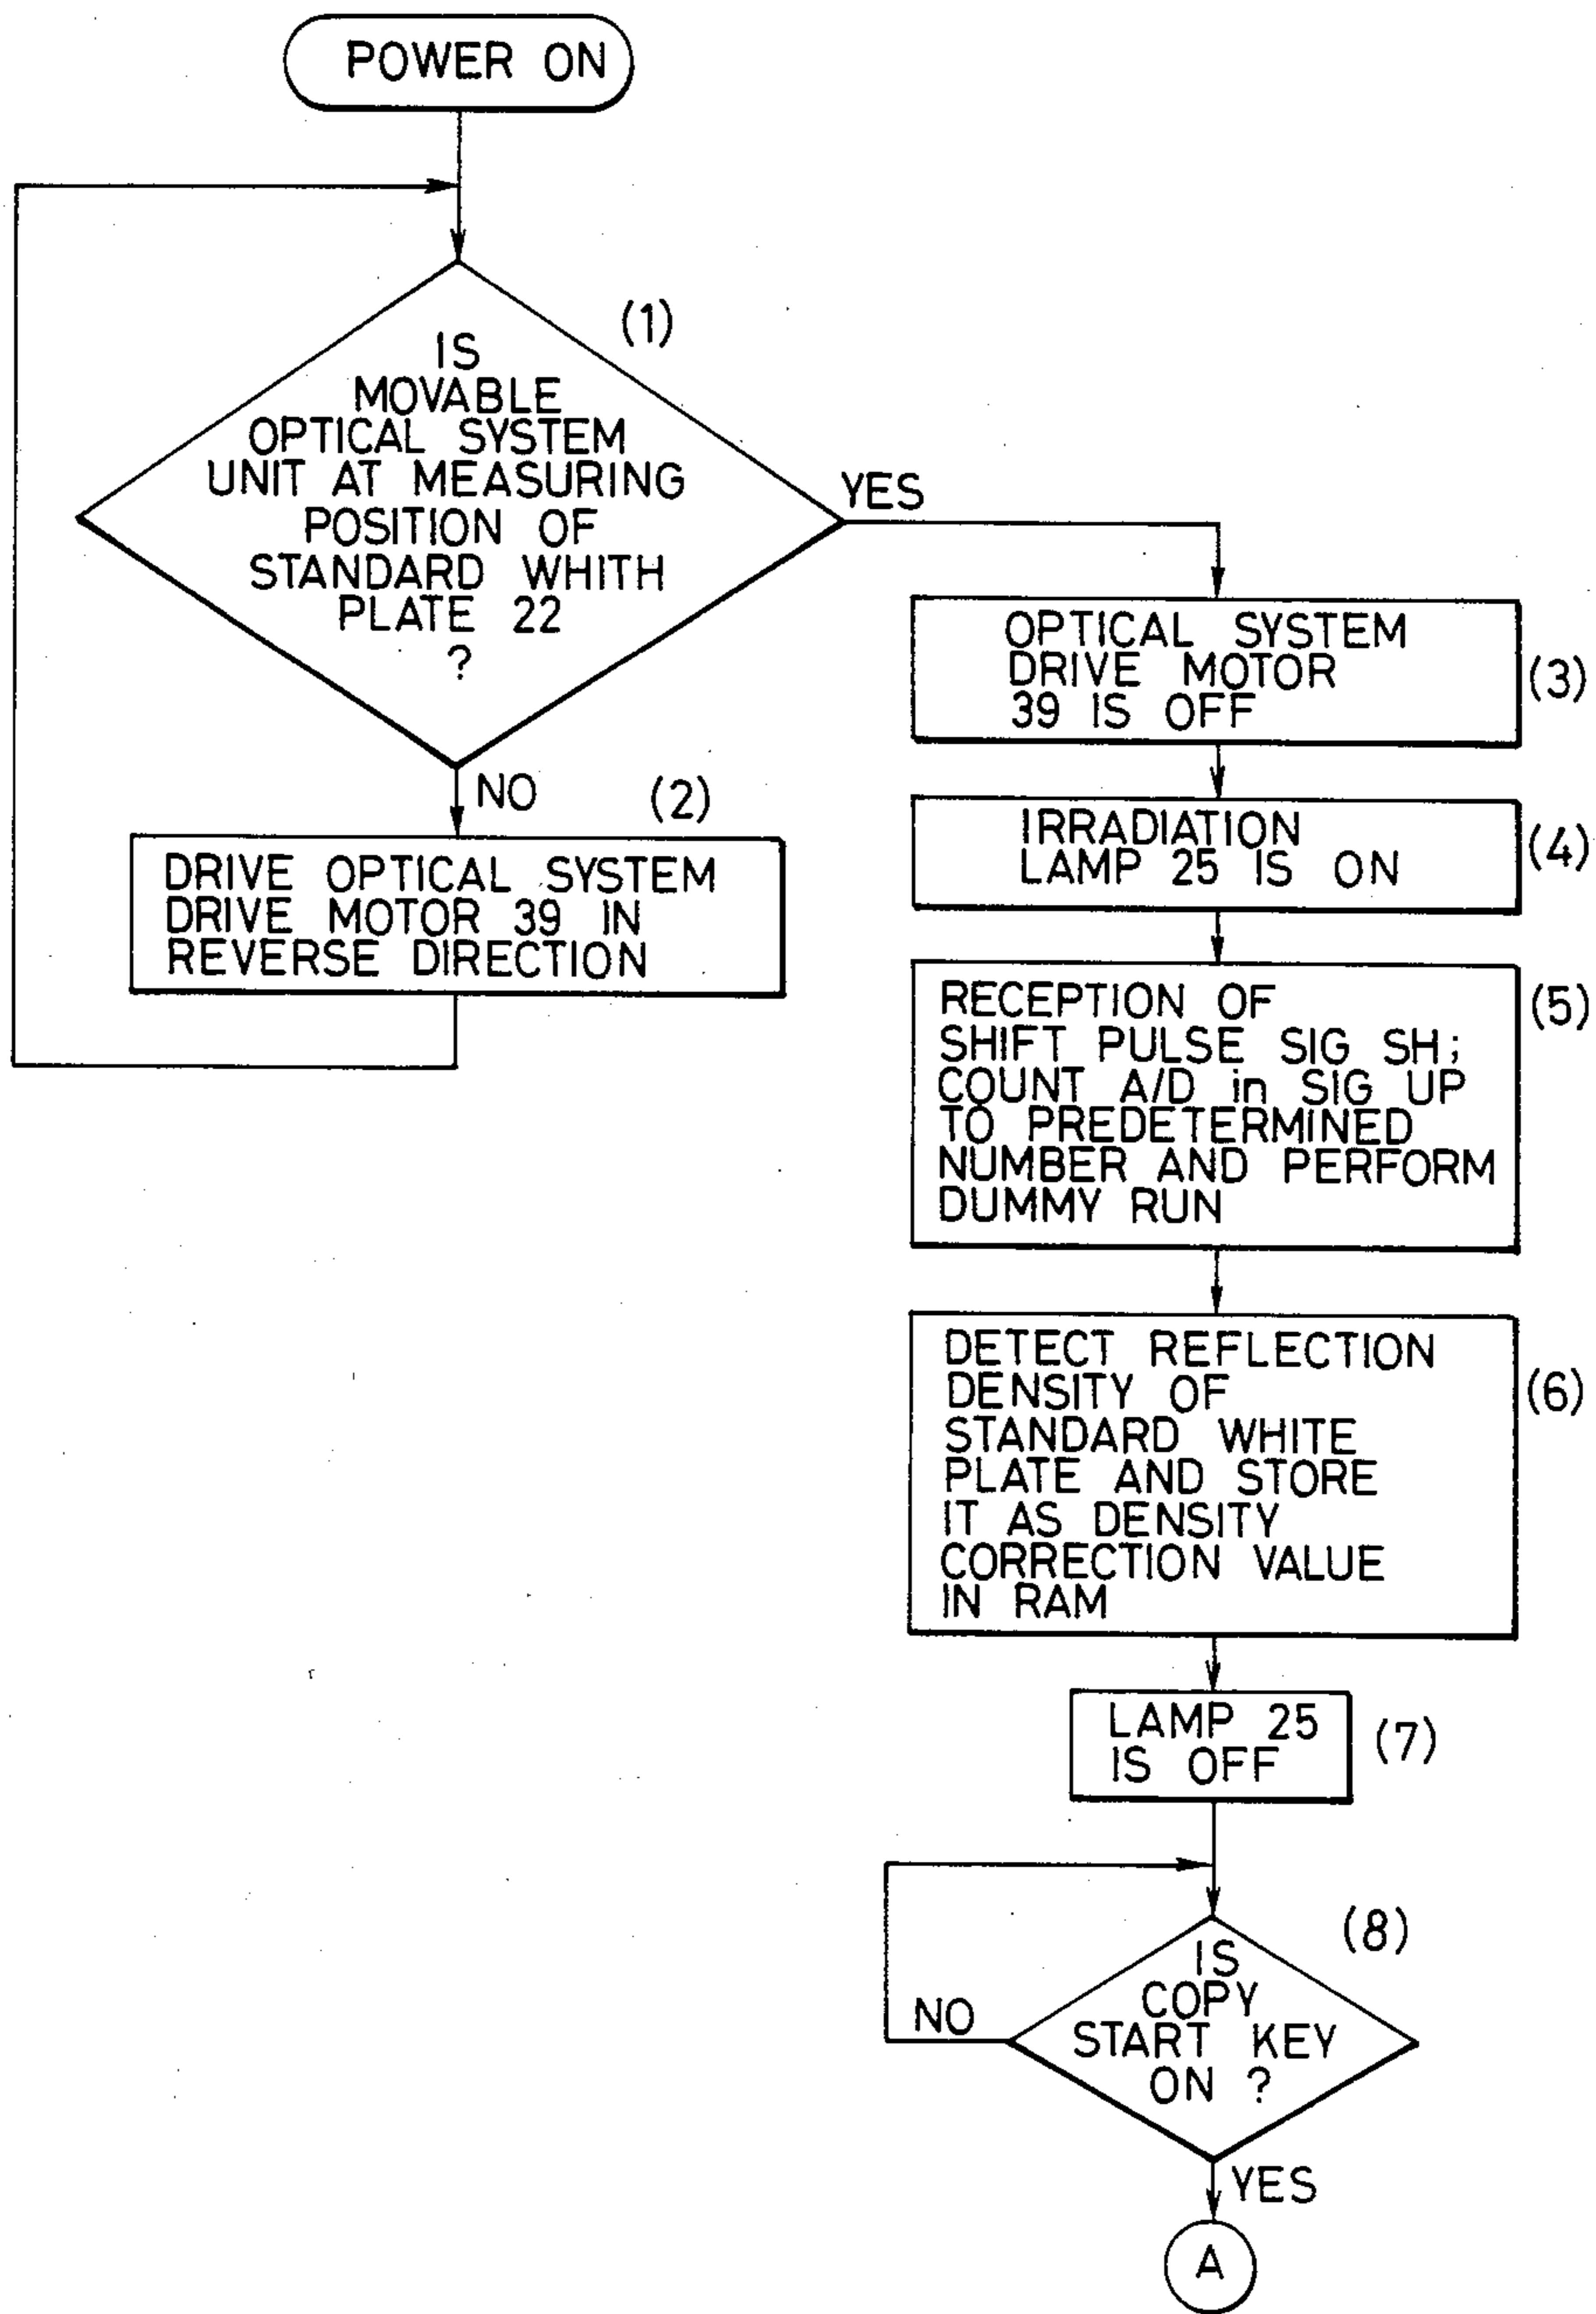 POWER ON
(1)
IS
MOVABLE
OPTICAL SYSTEM
UNIT AT MEASURING
POSITION OF
STANDARD WHITH
PLATE 22
?
YES
NO
(2)
DRIVE OPTICAL SYSTEM
DRIVE MOTOR 39 IN
REVERSE DIRECTION
OPTICAL SYSTEM
DRIVE MOTOR
39 IS OFF
(3)
IRRADIATION
LAMP 25 IS ON
(4)
RECEPTION OF
SHIFT PULSE SIG SH;
COUNT A/D in SIG UP
TO PREDETERMINED
NUMBER AND PERFORM
DUMMY RUN
(5)
DETECT REFLECTION
DENSITY OF
STANDARD WHITE
PLATE AND STORE
IT AS DENSITY
CORRECTION VALUE
IN RAM
(6)
LAMP 25
IS OFF
(7)
(8)
IS
COPY
START KEY
ON ?
NO
YES
A